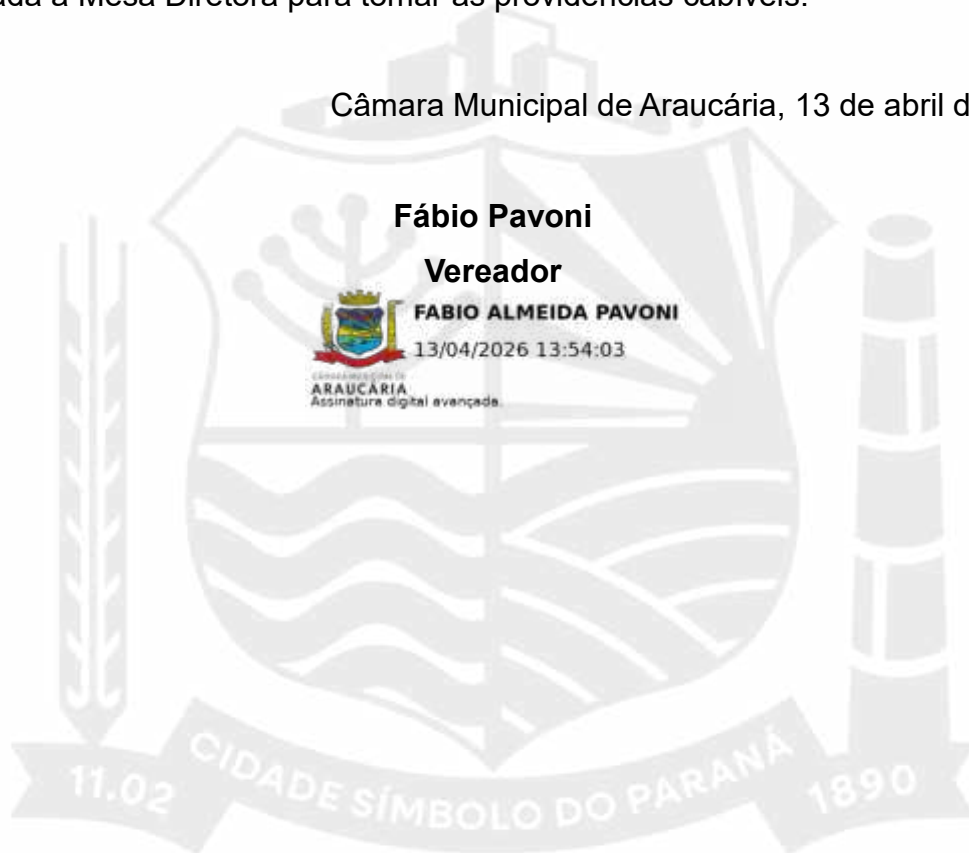 ada à Mesa Diretora para tomar as providências cabíveis.
Câmara Municipal de Araucária, 13 de abril d
Fábio Pavoni
Vereador
FABIO ALMEIDA PAVONI
13/04/2026 13:54:03
ARAUCÁRIA
Assinatura digital avançada.
11.02 CIDADE SÍMBOLO DO PARANÁ 1890